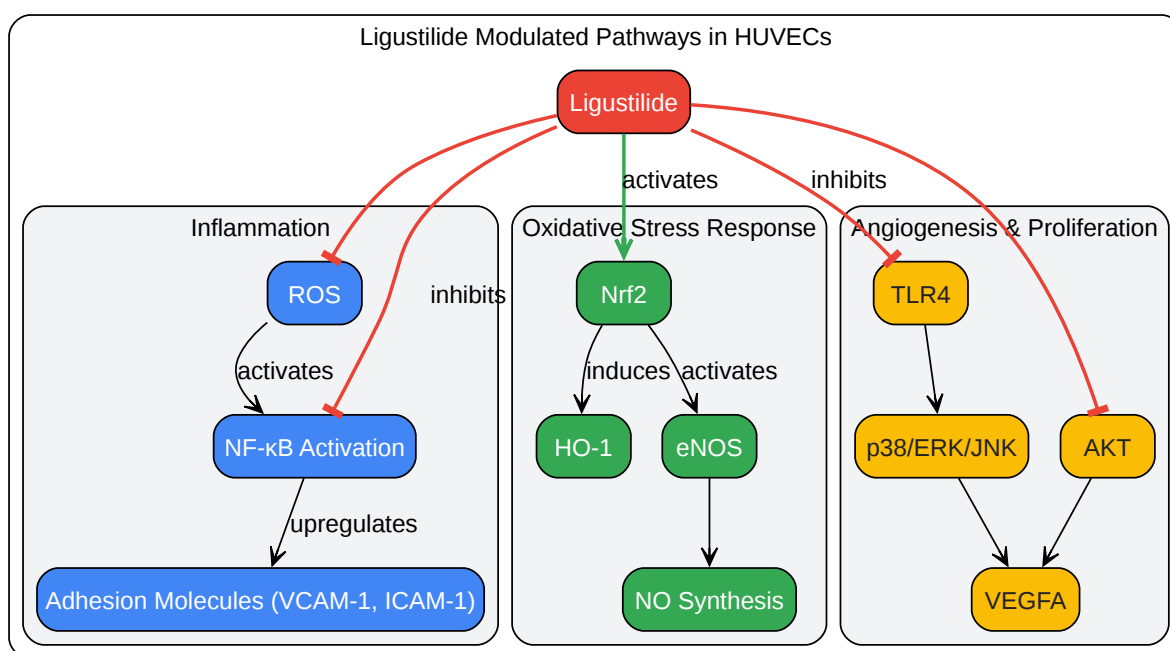 Ligustilide Modulated Pathways in HUVECs
Ligustilide
activates
inhibits
Inflammation
Oxidative Stress Response
Angiogenesis & Proliferation
ROS
Nrf2
TLR4
inhibits
activates
induces
activates
NF-κB Activation
HO-1
eNOS
p38/ERK/JNK
AKT
upregulates
Adhesion Molecules (VCAM-1, ICAM-1)
NO Synthesis
VEGFA